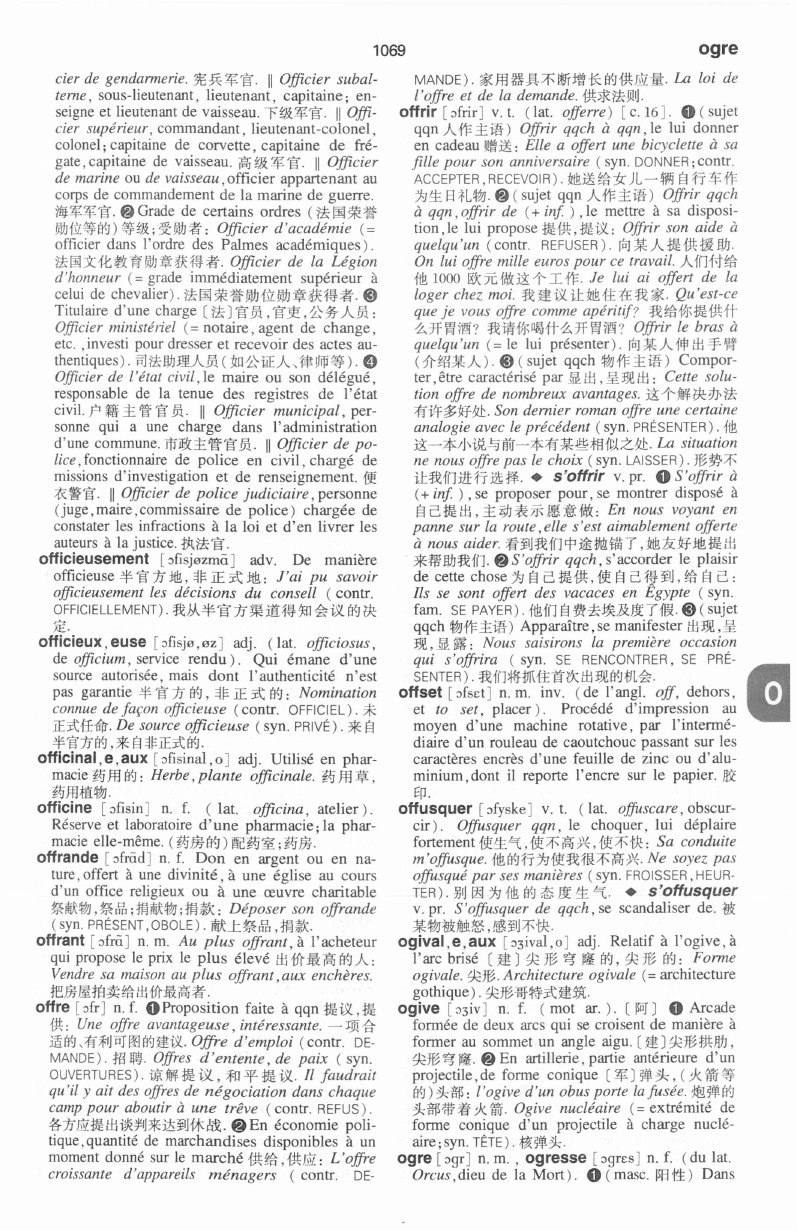 1069
ogre
cier de gendarmerie. 宪兵军官. ‖ Officier subal-
terne, sous-lieutenant, lieutenant, capitaine; en-
seigne et lieutenant de vaisseau. 下级军官. ‖ Offi-
cier supérieur, commandant, lieutenant-colonel,
colonel; capitaine de corvette, capitaine de fré-
gate, capitaine de vaisseau. 高级军官. ‖ Officier
de marine ou de vaisseau, officier appartenant au
corps de commandement de la marine de guerre.
海军军官. ❷ Grade de certains ordres (法国荣誉
勋位等的)等级;受勋者: Officier d'académie (=
officier dans l'ordre des Palmes académiques).
法国文化教育勋章获得者. Officier de la Légion
d'honneur (= grade immédiatement supérieur à
celui de chevalier). 法国荣誉勋位勋章获得者. ❸
Titulaire d'une charge [法]官员,官吏,公务人员:
Officier ministériel (= notaire, agent de change,
etc., investi pour dresser et recevoir des actes au-
thentiques). 司法助理人员(如公证人、律师等). ❹
Officier de l'état civil, le maire ou son délégué,
responsable de la tenue des registres de l'état
civil. 户籍主管官员. ‖ Officier municipal, per-
sonne qui a une charge dans l'administration
d'une commune. 市政主管官员. ‖ Officier de po-
lice, fonctionnaire de police en civil, chargé de
missions d'investigation et de renseignement. 便
衣警官. ‖ Officier de police judiciaire, personne
(juge, maire, commissaire de police) chargée de
constater les infractions à la loi et d'en livrer les
auteurs à la justice. 执法官.
officieusement [ɔfisjøzmɑ̃] adv. De manière
officieuse 半官方地,非正式地: J'ai pu savoir
officieusement les décisions du consell (contr.
OFFICIELLEMENT). 我从半官方渠道得知会议的决
定.
officieux, euse [ɔfisjø, øz] adj. (lat. officiosus,
de officium, service rendu). Qui émane d'une
source autorisée, mais dont l'authenticité n'est
pas garantie 半官方的,非正式的: Nomination
connue de façon officieuse (contr. OFFICIEL). 未
正式任命. De source officieuse (syn. PRIVÉ). 来自
半官方的,来自非正式的.
officinal, e, aux [ɔfisinal, o] adj. Utilisé en phar-
macie 药用的: Herbe, plante officinale. 药用草,
药用植物.
officine [ɔfisin] n. f. (lat. officina, atelier).
Réserve et laboratoire d'une pharmacie; la phar-
macie elle-même. (药房的)配药室;药房.
offrande [ɔfrɑ̃d] n. f. Don en argent ou en na-
ture, offert à une divinité, à une église au cours
d'un office religieux ou à une œuvre charitable
祭献物,祭品;捐献物;捐款: Déposer son offrande
(syn. PRÉSENT, OBOLE). 献上祭品,捐款.
offrant [ɔfrɑ̃] n. m. Au plus offrant, à l'acheteur
qui propose le prix le plus élevé 出价最高的人:
Vendre sa maison au plus offrant, aux enchères.
把房屋拍卖给出价最高者.
offre [ɔfr] n. f. ❶ Proposition faite à qqn 提议,提
供: Une offre avantageuse, intéressante. 一项合
适的、有利可图的建议. Offre d'emploi (contr. DE-
MANDE). 招聘. Offres d'entente, de paix (syn.
OUVERTURES). 谅解提议,和平提议. Il faudrait
qu'il y ait des offres de négociation dans chaque
camp pour aboutir à une trêve (contr. REFUS).
各方应提出谈判来达到休战. ❷ En économie poli-
tique, quantité de marchandises disponibles à un
moment donné sur le marché 供给,供应: L'offre
croissante d'appareils ménagers (contr. DE-
MANDE). 家用器具不断增长的供应量. La loi de
l'offre et de la demande. 供求法则.
offrir [ɔfrir] v. t. (lat. offerre) [c. 16]. ❶ (sujet
qqn 人作主语) Offrir qqch à qqn, le lui donner
en cadeau 赠送: Elle a offert une bicyclette à sa
fille pour son anniversaire (syn. DONNER; contr.
ACCEPTER, RECEVOIR). 她送给女儿一辆自行车作
为生日礼物. ❷ (sujet qqn 人作主语) Offrir qqch
à qqn, offrir de (+ inf.), le mettre à sa disposi-
tion, le lui propose 提供,提议: Offrir son aide à
quelqu'un (contr. REFUSER). 向某人提供援助.
On lui offre mille euros pour ce travail. 人们付给
他 1000 欧元做这个工作. Je lui ai offert de la
loger chez moi. 我建议让她住在我家. Qu'est-ce
que je vous offre comme apéritif? 我给你提供什
么开胃酒? 我请你喝什么开胃酒? Offrir le bras à
quelqu'un (= le lui présenter). 向某人伸出手臂
(介绍某人). ❸ (sujet qqch 物作主语) Compor-
ter, être caractérisé par 显出,呈现出: Cette solu-
tion offre de nombreux avantages. 这个解决办法
有许多好处. Son dernier roman offre une certaine
analogie avec le précédent (syn. PRÉSENTER). 他
这一本小说与前一本有某些相似之处. La situation
ne nous offre pas le choix (syn. LAISSER). 形势不
让我们进行选择. ◆ s'offrir v. pr. ❶ S'offrir à
(+ inf.), se proposer pour, se montrer disposé à
自己提出,主动表示愿意做: En nous voyant en
panne sur la route, elle s'est aimablement offerte
à nous aider. 看到我们中途抛锚了,她友好地提出
来帮助我们. ❷ S'offrir qqch, s'accorder le plaisir
de cette chose 为自己提供,使自己得到,给自己:
Ils se sont offert des vacaces en Égypte (syn.
fam. SE PAYER). 他们自费去埃及度了假. ❸ (sujet
qqch 物作主语) Apparaître, se manifester 出现,呈
现,显露: Nous saisirons la première occasion
qui s'offrira (syn. SE RENCONTRER, SE PRÉ-
SENTER). 我们将抓住首次出现的机会.
offset [ɔfsɛt] n. m. inv. (de l'angl. off, dehors,
et to set, placer). Procédé d'impression au
moyen d'une machine rotative, par l'intermé-
diaire d'un rouleau de caoutchouc passant sur les
caractères encrés d'une feuille de zinc ou d'alu-
minium, dont il reporte l'encre sur le papier. 胶
印.
offusquer [ɔfyske] v. t. (lat. offuscare, obscur-
cir). Offusquer qqn, le choquer, lui déplaire
fortement 使生气,使不高兴,使不快: Sa conduite
m'offusque. 他的行为使我很不高兴. Ne soyez pas
offusqué par ses manières (syn. FROISSER, HEUR-
TER). 别因为他的态度生气. ◆ s'offusquer
v. pr. S'offusquer de qqch, se scandaliser de. 被
某物被触怒,感到不快.
ogival, e, aux [ɔʒival, o] adj. Relatif à l'ogive, à
l'arc brisé [建]尖形穹窿的,尖形的: Forme
ogivale. 尖形. Architecture ogivale (= architecture
gothique). 尖形哥特式建筑.
ogive [ɔʒiv] n. f. (mot ar.). [阿] ❶ Arcade
formée de deux arcs qui se croisent de manière à
former au sommet un angle aigu. [建]尖形拱肋,
尖形穹窿. ❷ En artillerie, partie antérieure d'un
projectile, de forme conique [军]弹头,(火箭等
的)头部: l'ogive d'un obus porte la fusée. 炮弹的
头部带着火箭. Ogive nucléaire (= extrémité de
forme conique d'un projectile à charge nuclé-
aire; syn. TÊTE). 核弹头.
ogre [ɔgr] n. m., ogresse [ɔgrɛs] n. f. (du lat.
Orcus, dieu de la Mort). ❶ (masc. 阳性) Dans
O